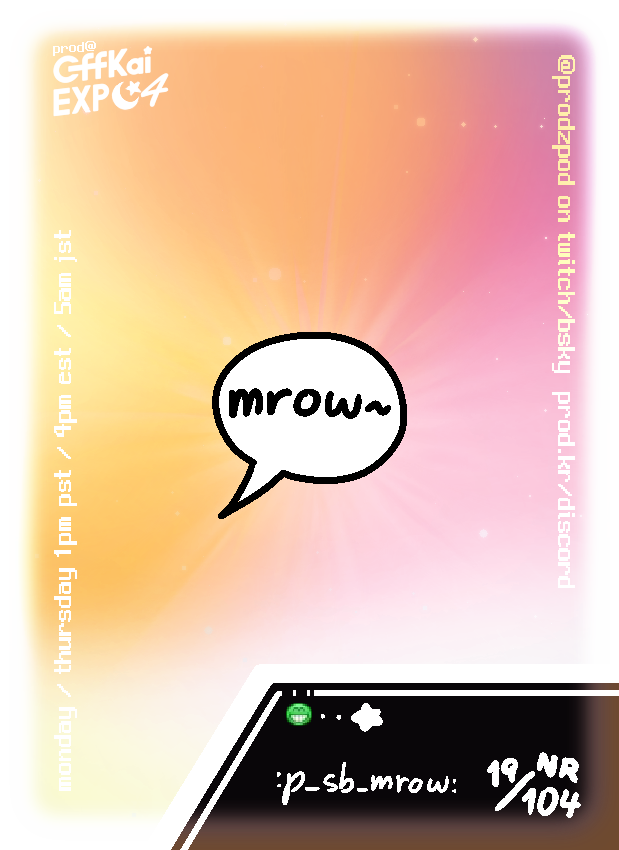 prod@
OffKai
EXPO4
@prodzpod on twitch/bsky prod.kr/discord
monday / thursday 1pm pst / 4pm est / 5am jst
mrow~
:p_sb_mrow:
19/104
NR